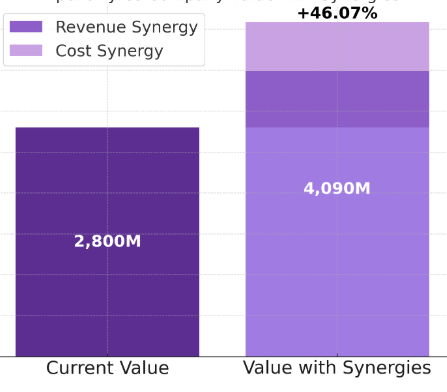 +46.07%
Revenue Synergy
Cost Synergy
4,090M
2,800M
Current Value
Value with Synergies